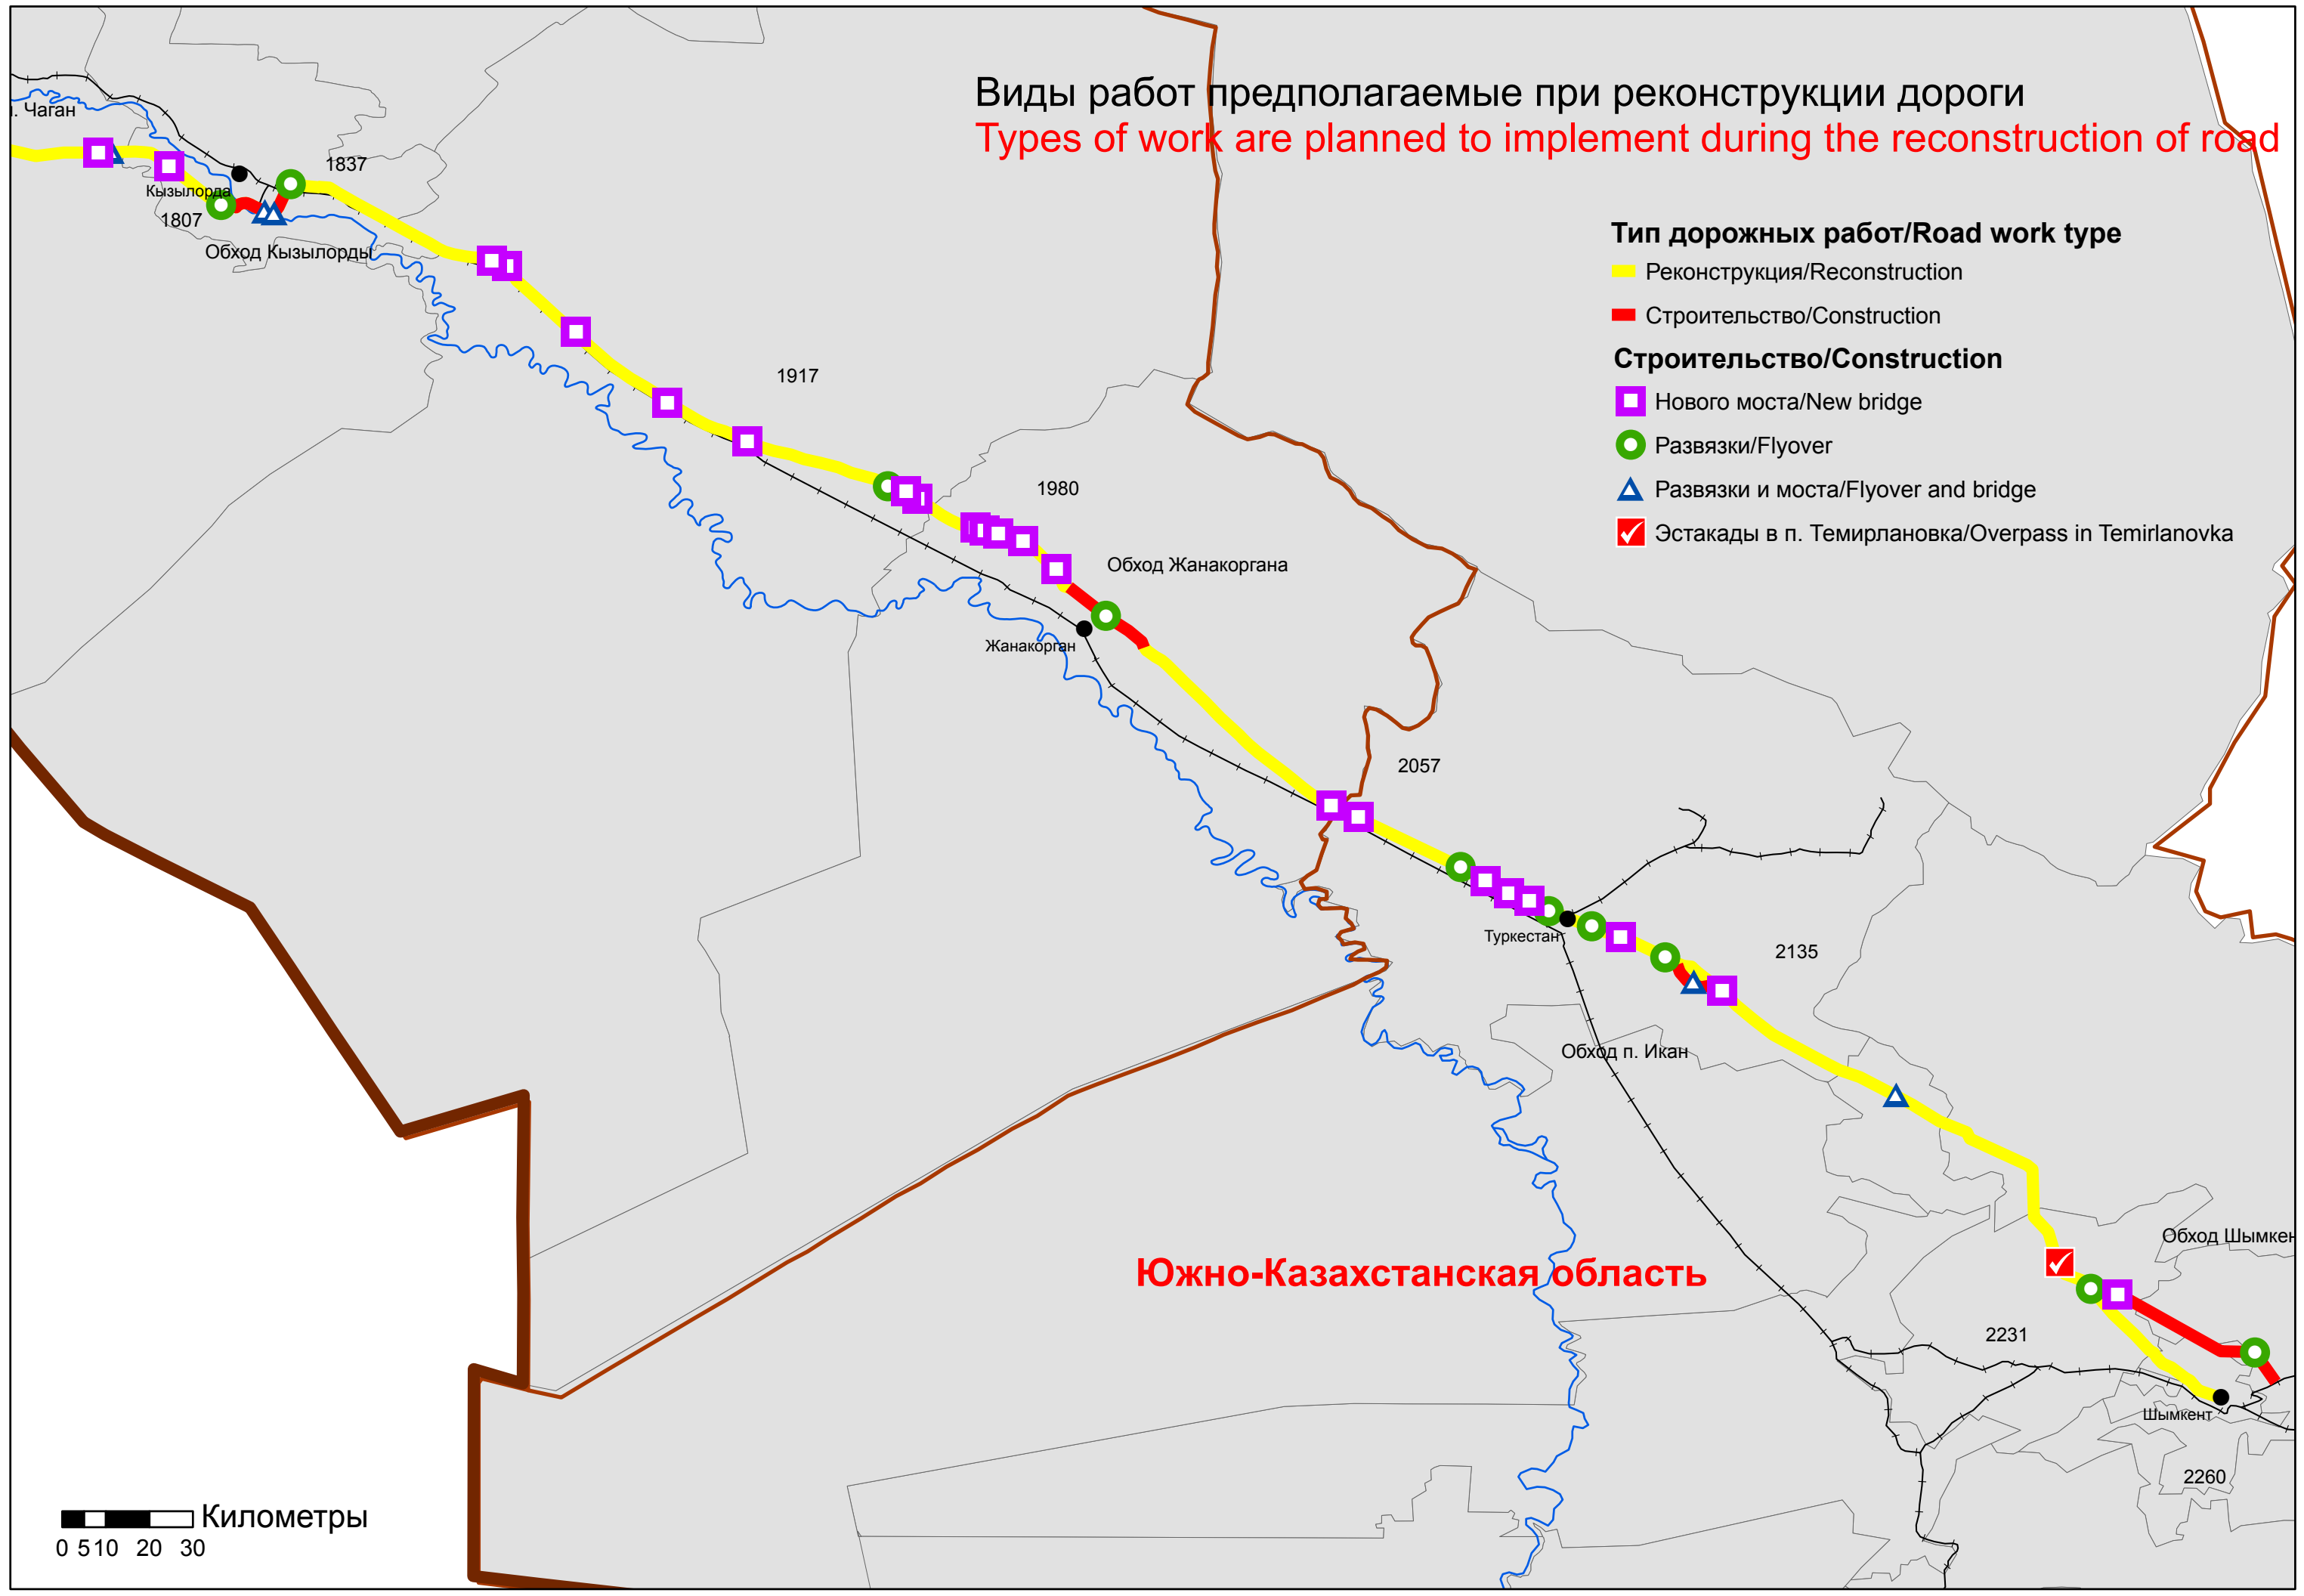 Виды работ предполагаемые при реконструкции дороги
Types of work are planned to implement during the reconstruction of road
Чаган
1837
Кызылорда
1807
Обход Кызылорды
Тип дорожных работ/Road work type
Реконструкция/Reconstruction
Строительство/Construction
Строительство/Construction
Нового моста/New bridge
Развязки/Flyover
Развязки и моста/Flyover and bridge
Эстакады в п. Темирлановка/Overpass in Temirlanovka
1917
1980
Обход Жанакоргана
Жанакорган
2057
Туркестан
2135
Обход п. Икан
Обход Шымкен
Южно-Казахстанская область
2231
Шымкент
2260
Километры
0 5 10 20 30